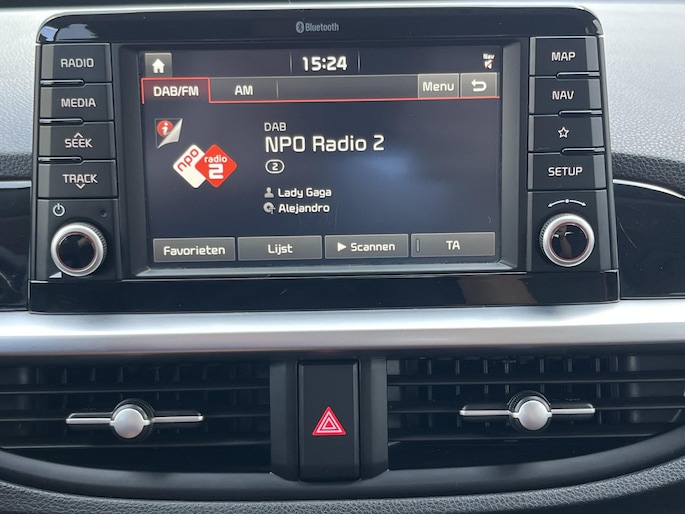 Bluetooth
RADIO
MEDIA
SEEK
TRACK
15:24
Nav
DAB/FM
AM
Menu
npo
radio
2
DAB
NPO Radio 2
2
Lady Gaga
Alejandro
Favorieten
Lijst
Scannen
TA
MAP
NAV
SETUP